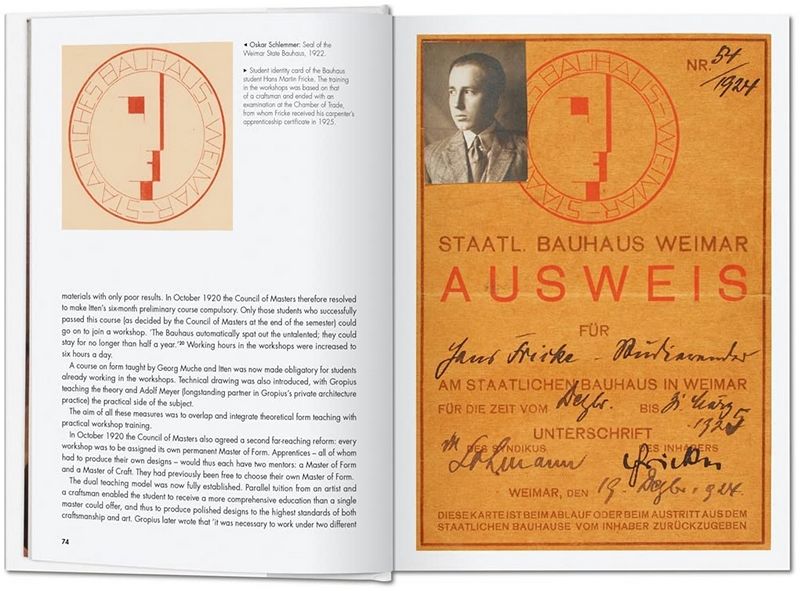 STAATLICHES BAUHAUS-WEIMAR-
◂ Oskar Schlemmer: Seal of the
Weimar State Bauhaus, 1922.
▸ Student identity card of the Bauhaus
student Hans Martin Fricke. The training
in the workshops was based on that
of a craftsman and ended with an
examination at the Chamber of Trade,
from whom Fricke received his carpenter's
apprenticeship certificate in 1925.
materials with only poor results. In October 1920 the Council of Masters therefore resolved
to make Itten's six-month preliminary course compulsory. Only those students who successfully
passed this course (as decided by the Council of Masters at the end of the semester) could
go on to join a workshop. 'The Bauhaus automatically spat out the untalented; they could
stay for no longer than half a year.'²⁰ Working hours in the workshops were increased to
six hours a day.
A course on form taught by Georg Muche and Itten was now made obligatory for students
already working in the workshops. Technical drawing was also introduced, with Gropius
teaching the theory and Adolf Meyer (longstanding partner in Gropius's private architecture
practice) the practical side of the subject.
The aim of all these measures was to overlap and integrate theoretical form teaching with
practical workshop training.
In October 1920 the Council of Masters also agreed a second far-reaching reform: every
workshop was to be assigned its own permanent Master of Form. Apprentices – all of whom
had to produce their own designs – would thus each have two mentors: a Master of Form
and a Master of Craft. They had previously been free to choose their own Master of Form.
The dual teaching model was now fully established. Parallel tuition from an artist and
a craftsman enabled the student to receive a more comprehensive education than a single
master could offer, and thus to produce polished designs to the highest standards of both
craftsmanship and art. Gropius later wrote that 'it was necessary to work under two different
74
NR. 54
1924
BAUHAUS-WEIMAR-STAA
STAATL. BAUHAUS WEIMAR
AUSWEIS
FÜR
Hans Fricke - Studierender
AM STAATLICHEN BAUHAUS IN WEIMAR
FÜR DIE ZEIT VOM Dezbr. BIS 31. März
1925
UNTERSCHRIFT
DES SYNDIKUS DES INHABERS
Fricke
WEIMAR, DEN 19. Dezbr. 1924.
DIESE KARTE IST BEIM ABLAUF ODER BEIM AUSTRITT AUS DEM
STAATLICHEN BAUHAUSE VOM INHABER ZURÜCKZUGEBEN